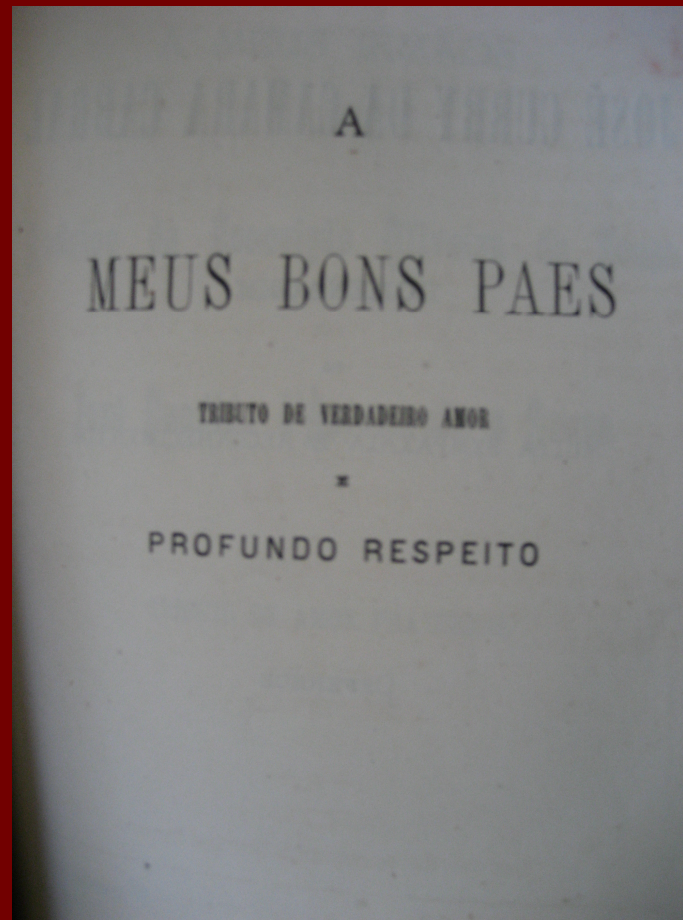 A
MEUS BONS PAES
TRIBUTO DE VERDADEIRO AMOR
E
PROFUNDO RESPEITO